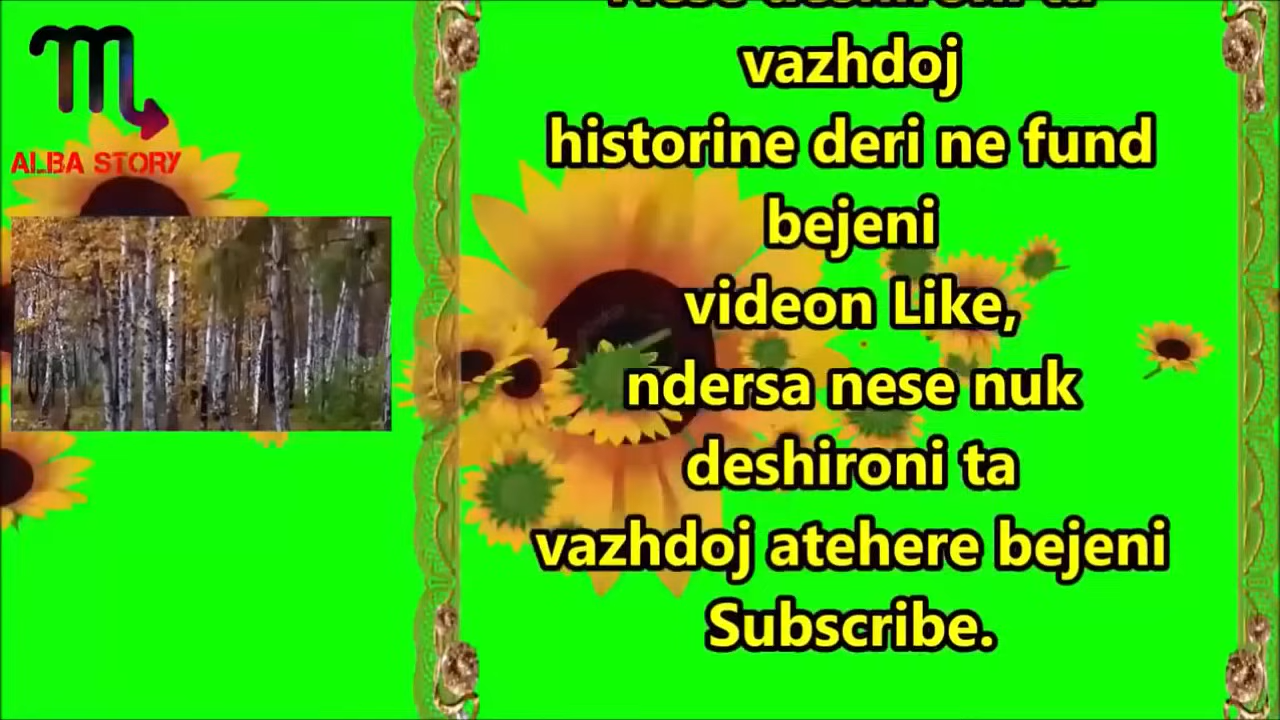 ALBA STORY
vazhdoj
historine deri ne fund
bejeni
videon Like,
ndersa nese nuk
deshironi ta
vazhdoj atehere bejeni
Subscribe.